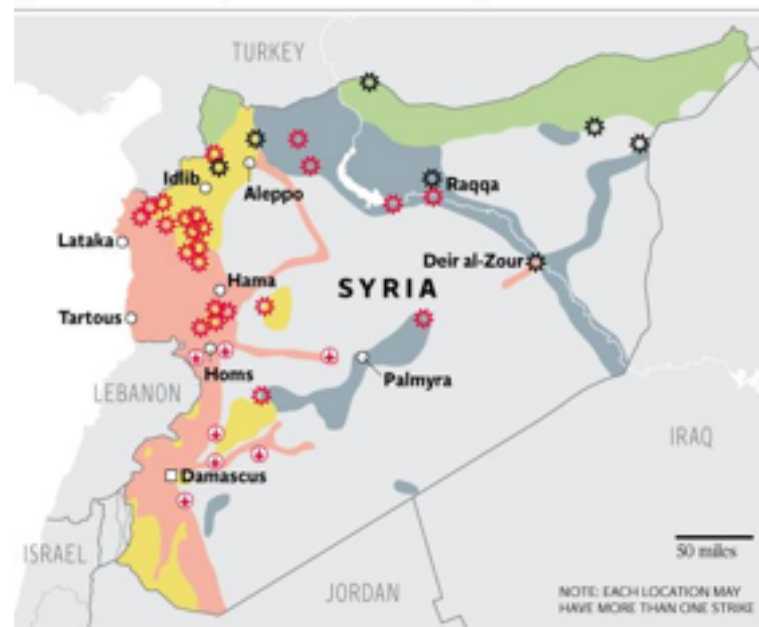 TURKEY
Idlib
Aleppo
Raqqa
Lataka
Deir al-Zour
Hama
SYRIA
Tartous
Homs
Palmyra
LEBANON
IRAQ
Damascus
ISRAEL
JORDAN
50 miles
NOTE: EACH LOCATION MAY
HAVE MORE THAN ONE STRIKE